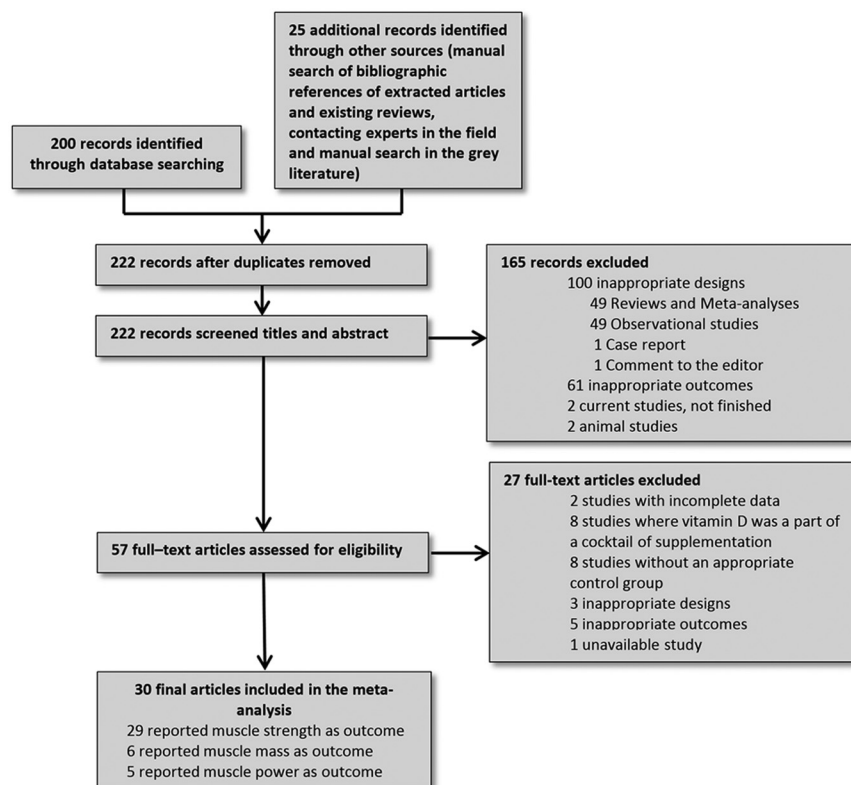 25 additional records identified
through other sources (manual
search of bibliographic
references of extracted articles
and existing reviews,
contacting experts in the field
and manual search in the grey
literature)
200 records identified
through database searching
222 records after duplicates removed
222 records screened titles and abstract
165 records excluded
100 inappropriate designs
49 Reviews and Meta-analyses
49 Observational studies
1 Case report
1 Comment to the editor
61 inappropriate outcomes
2 current studies, not finished
2 animal studies
57 full–text articles assessed for eligibility
27 full-text articles excluded
2 studies with incomplete data
8 studies where vitamin D was a part of
a cocktail of supplementation
8 studies without an appropriate
control group
3 inappropriate designs
5 inappropriate outcomes
1 unavailable study
30 final articles included in the meta-
analysis
29 reported muscle strength as outcome
6 reported muscle mass as outcome
5 reported muscle power as outcome